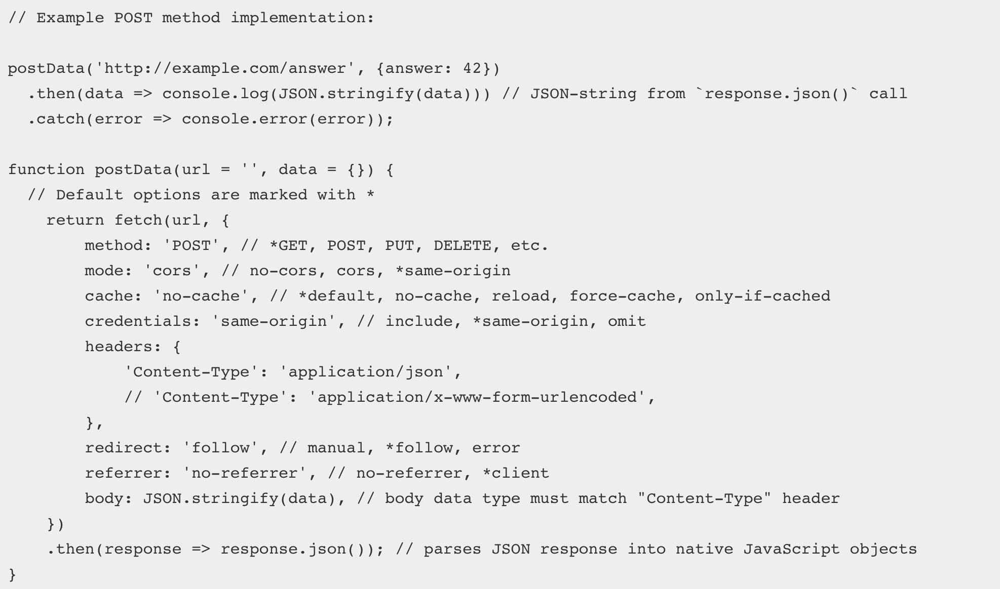 // Example POST method implementation:

postData('http://example.com/answer', {answer: 42})
  .then(data => console.log(JSON.stringify(data))) // JSON-string from `response.json()` call
  .catch(error => console.error(error));

function postData(url = '', data = {}) {
  // Default options are marked with *
    return fetch(url, {
        method: 'POST', // *GET, POST, PUT, DELETE, etc.
        mode: 'cors', // no-cors, cors, *same-origin
        cache: 'no-cache', // *default, no-cache, reload, force-cache, only-if-cached
        credentials: 'same-origin', // include, *same-origin, omit
        headers: {
            'Content-Type': 'application/json',
            // 'Content-Type': 'application/x-www-form-urlencoded',
        },
        redirect: 'follow', // manual, *follow, error
        referrer: 'no-referrer', // no-referrer, *client
        body: JSON.stringify(data), // body data type must match "Content-Type" header
    })
    .then(response => response.json()); // parses JSON response into native JavaScript objects
}